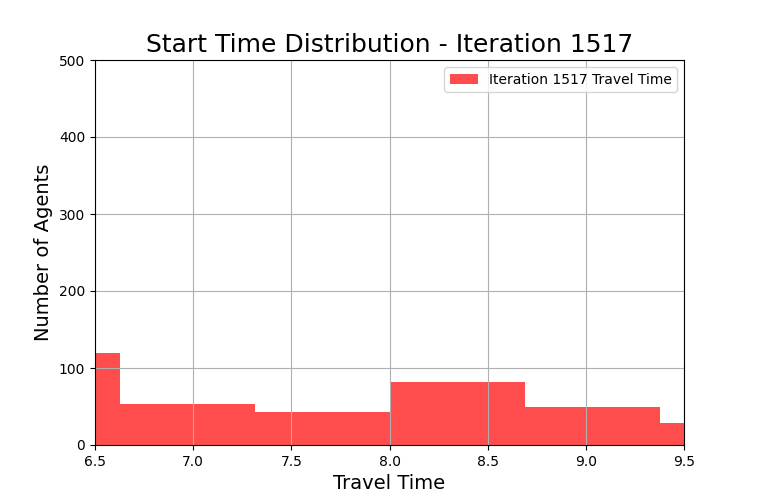 Start Time Distribution - Iteration 1517
Iteration 1517 Travel Time
Number of Agents
500
400
300
200
100
0
6.5 7.0 7.5 8.0 8.5 9.0 9.5
Travel Time